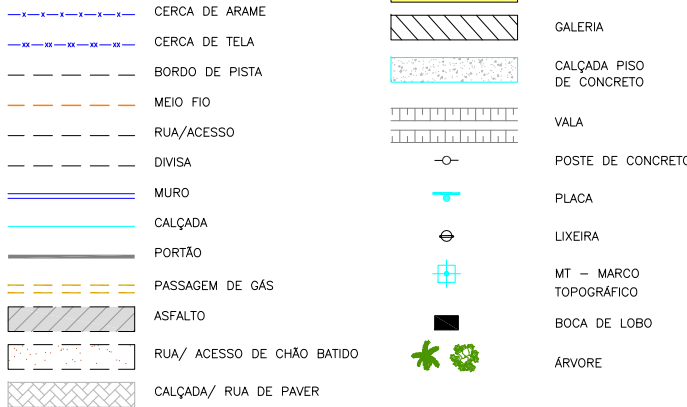 CERCA DE ARAME
CERCA DE TELA
BORDO DE PISTA
MEIO FIO
RUA/ACESSO
DIVISA
MURO
CALÇADA
PORTÃO
PASSAGEM DE GÁS
ASFALTO
RUA/ ACESSO DE CHÃO BATIDO
CALÇADA/ RUA DE PAVER
GALERIA
CALÇADA PISO
DE CONCRETO
VALA
POSTE DE CONCRETO
PLACA
LIXEIRA
MT – MARCO
TOPOGRÁFICO
BOCA DE LOBO
ÁRVORE